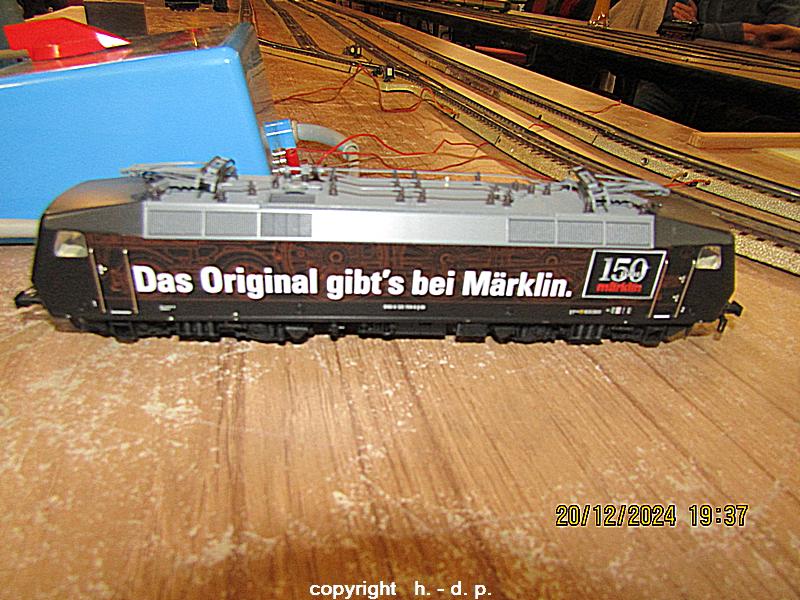 Das Original gibt's bei Märklin.
150
märklin
20/12/2024 19:37
copyright h. - d. p.